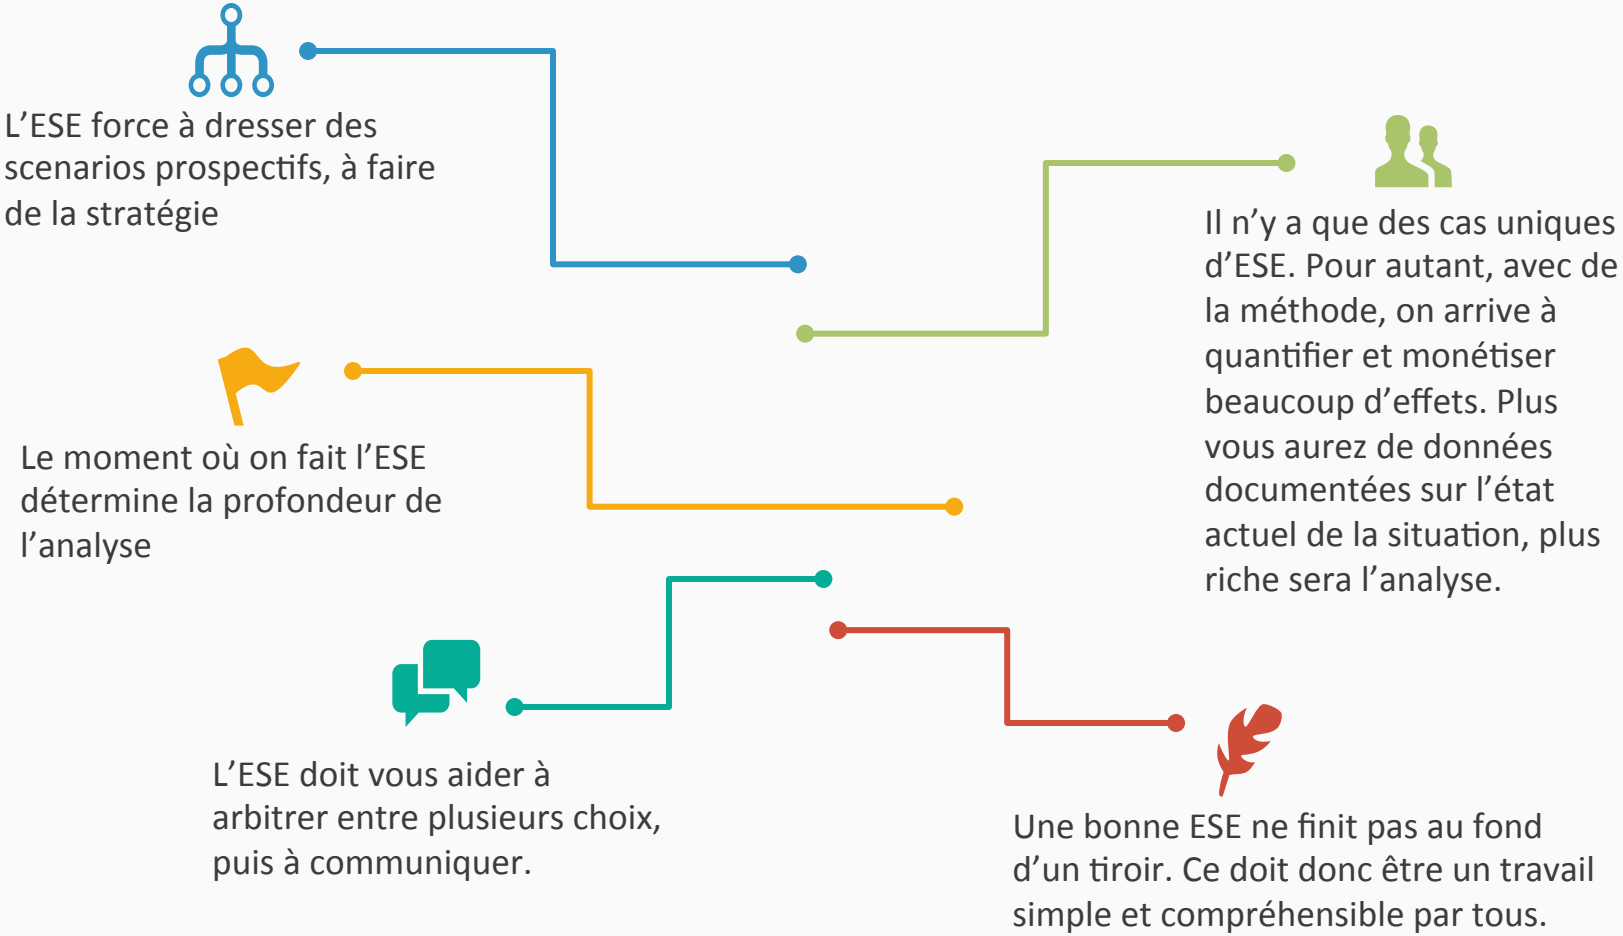 L’ESE force à dresser des
scenarios prospectifs, à faire
de la stratégie
Il n’y a que des cas uniques
d’ESE. Pour autant, avec de
la méthode, on arrive à
quantifier et monétiser
beaucoup d’effets. Plus
vous aurez de données
documentées sur l’état
actuel de la situation, plus
riche sera l’analyse.
Le moment où on fait l’ESE
détermine la profondeur de
l’analyse
L’ESE doit vous aider à
arbitrer entre plusieurs choix,
puis à communiquer.
Une bonne ESE ne finit pas au fond
d’un tiroir. Ce doit donc être un travail
simple et compréhensible par tous.